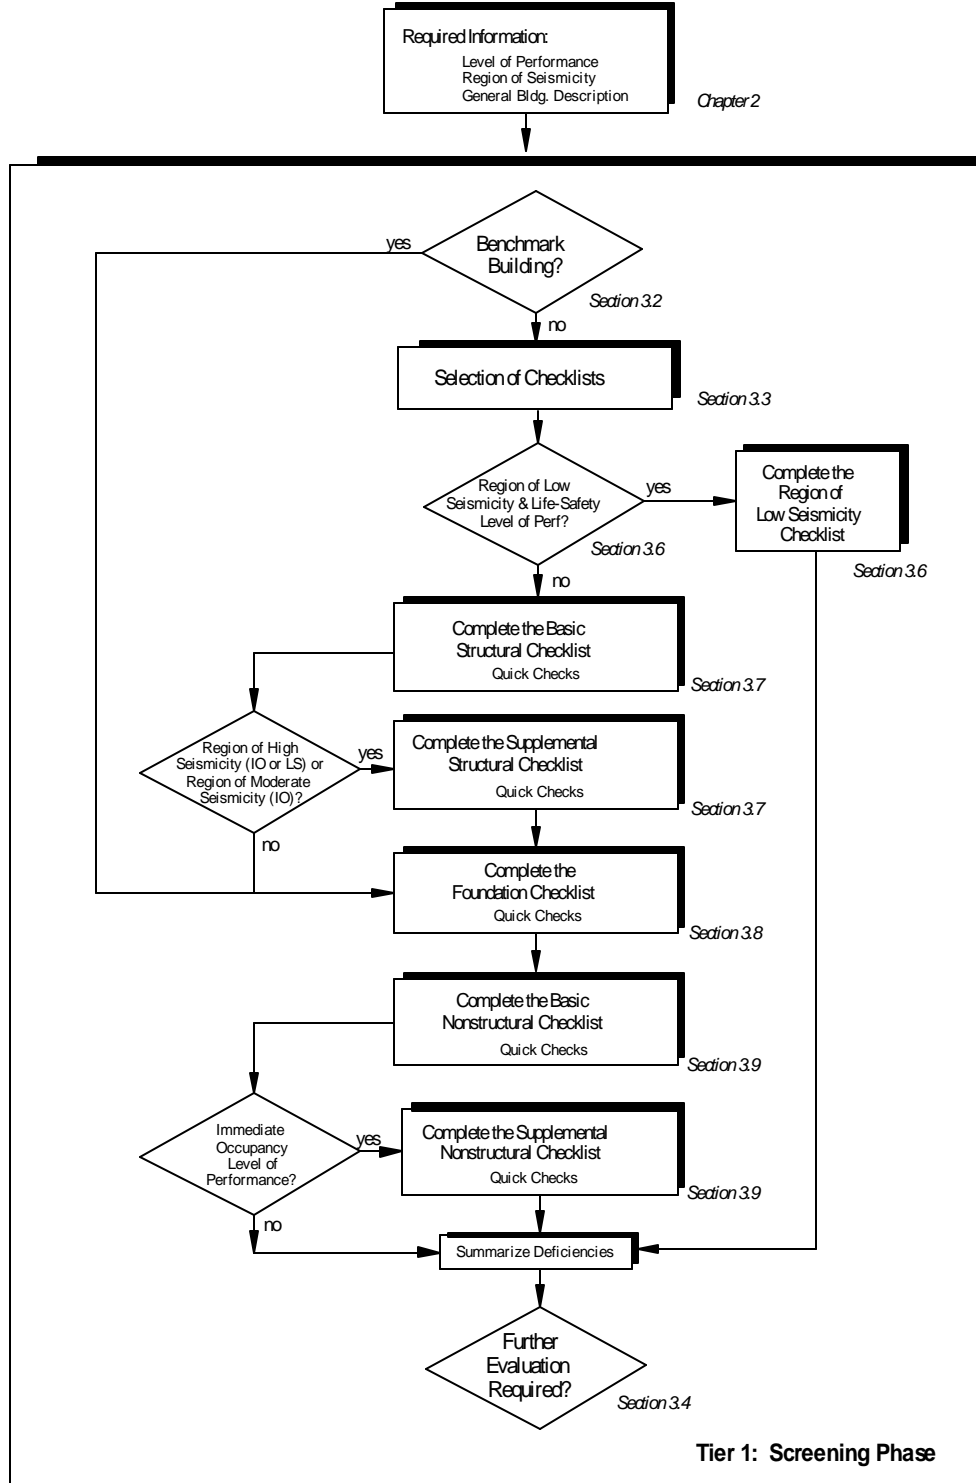 Required Information:
Level of Performance
Region of Seismicity
General Bldg. Description
Chapter 2
Benchmark
Building?
yes
Section 3.2
no
Selection of Checklists
Section 3.3
Region of Low
Seismicity & Life-Safety
Level of Perf?
yes
Section 3.6
no
Complete the
Region of
Low Seismicity
Checklist
Section 3.6
Complete the Basic
Structural Checklist
Quick Checks
Section 3.7
Region of High
Seismicity (IO or LS) or
Region of Moderate
Seismicity (IO)?
yes
no
Complete the Supplemental
Structural Checklist
Quick Checks
Section 3.7
Complete the
Foundation Checklist
Quick Checks
Section 3.8
Complete the Basic
Nonstructural Checklist
Quick Checks
Section 3.9
Immediate
Occupancy
Level of
Performance?
yes
no
Complete the Supplemental
Nonstructural Checklist
Quick Checks
Section 3.9
Summarize Deficiencies
Further
Evaluation
Required?
Section 3.4
Tier 1: Screening Phase